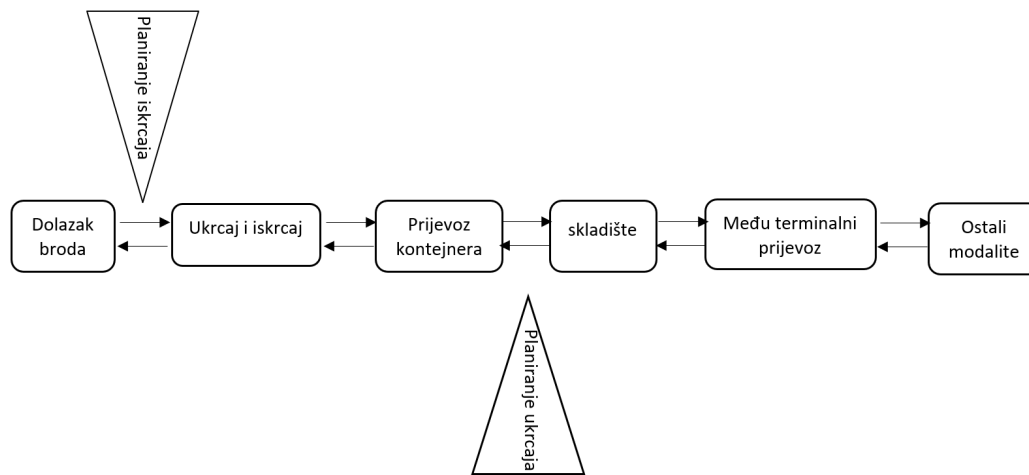 Planiranje iskrcaja
Dolazak
broda
Ukrcaj i iskrcaj
Prijevoz
kontejnera
skladište
Među terminalni
prijevoz
Ostali
modalite
Planiranje ukrcaja